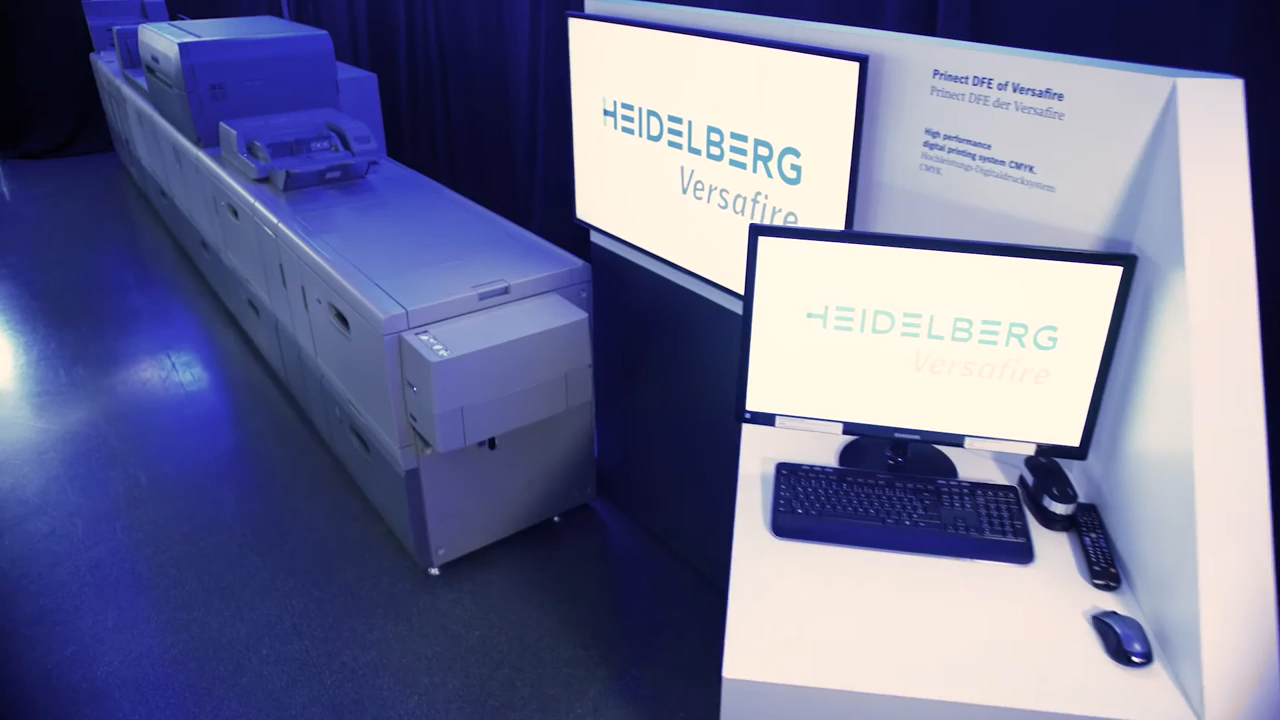 HEIDELBERG
Versafire
Prinect DFE of Versafire
Prinect DFE der Versafire
High performance
digital printing system CMYK.
Hochleistungs-Digitaldrucksystem
CMYK
HEIDELBERG
Versafire